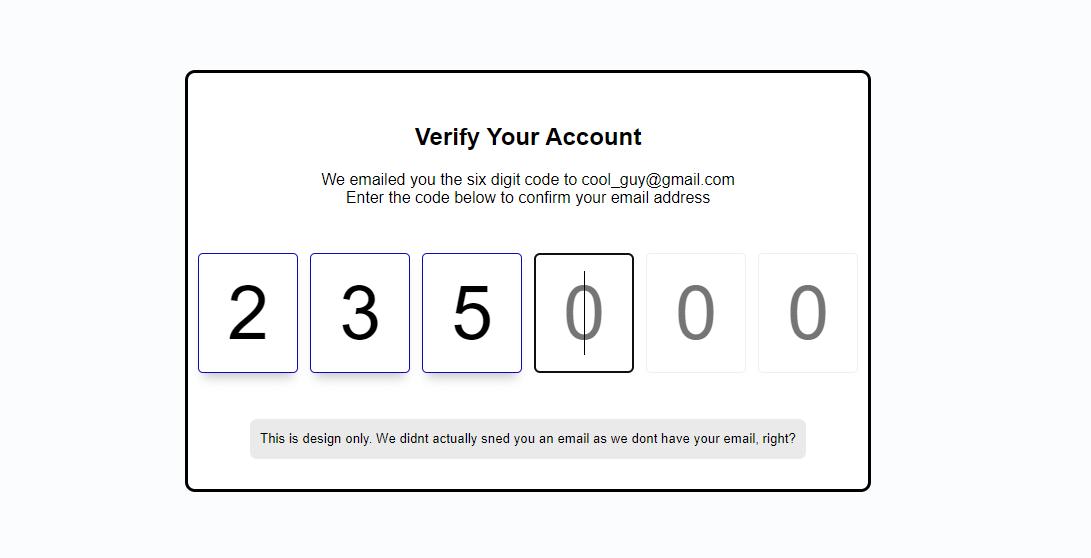 Verify Your Account
We emailed you the six digit code to cool_guy@gmail.com
Enter the code below to confirm your email address
2 3 5 0 0 0
This is design only. We didnt actually sned you an email as we dont have your email, right?